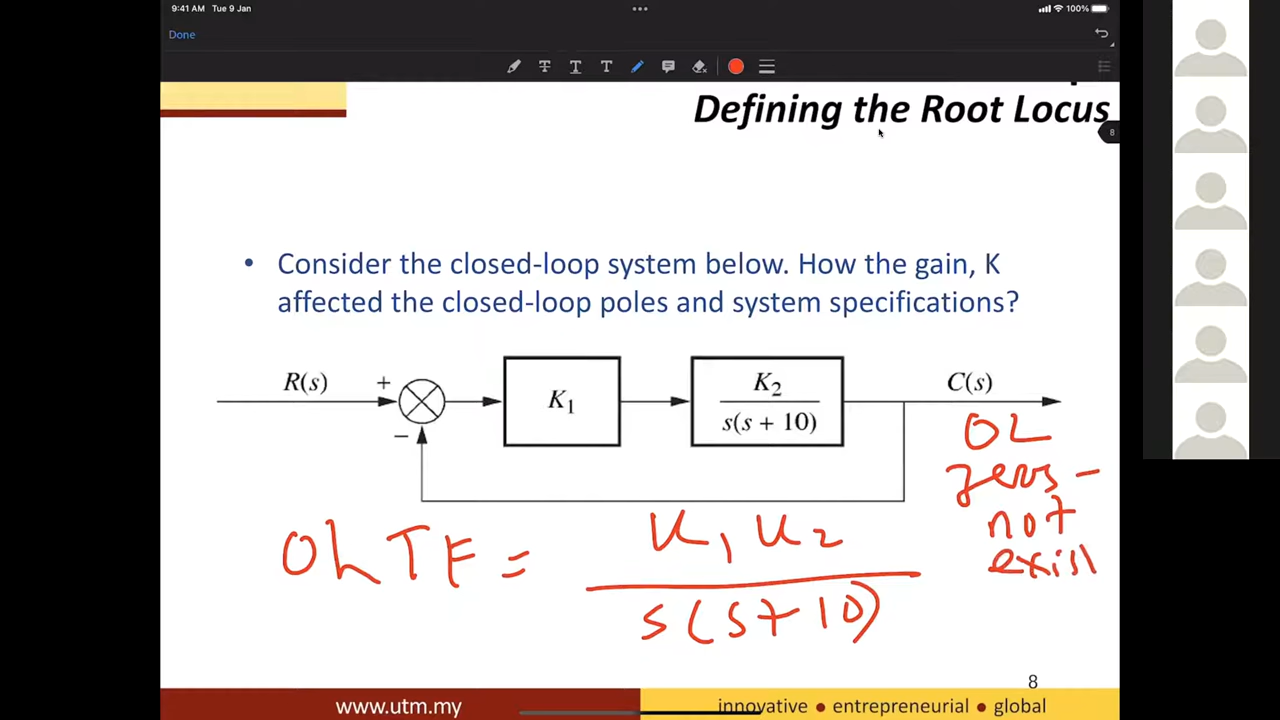 9:41 AM Tue 9 Jan
100%
Done
T T T
Defining the Root Locus
8
• Consider the closed-loop system below. How the gain, K
affected the closed-loop poles and system specifications?
R(s) + − K₁ K₂ / s(s + 10) C(s)
OL
zeros -
not
exist
OLTF = K₁K₂ / s(s+10)
8
www.utm.my
innovative • entrepreneurial • global